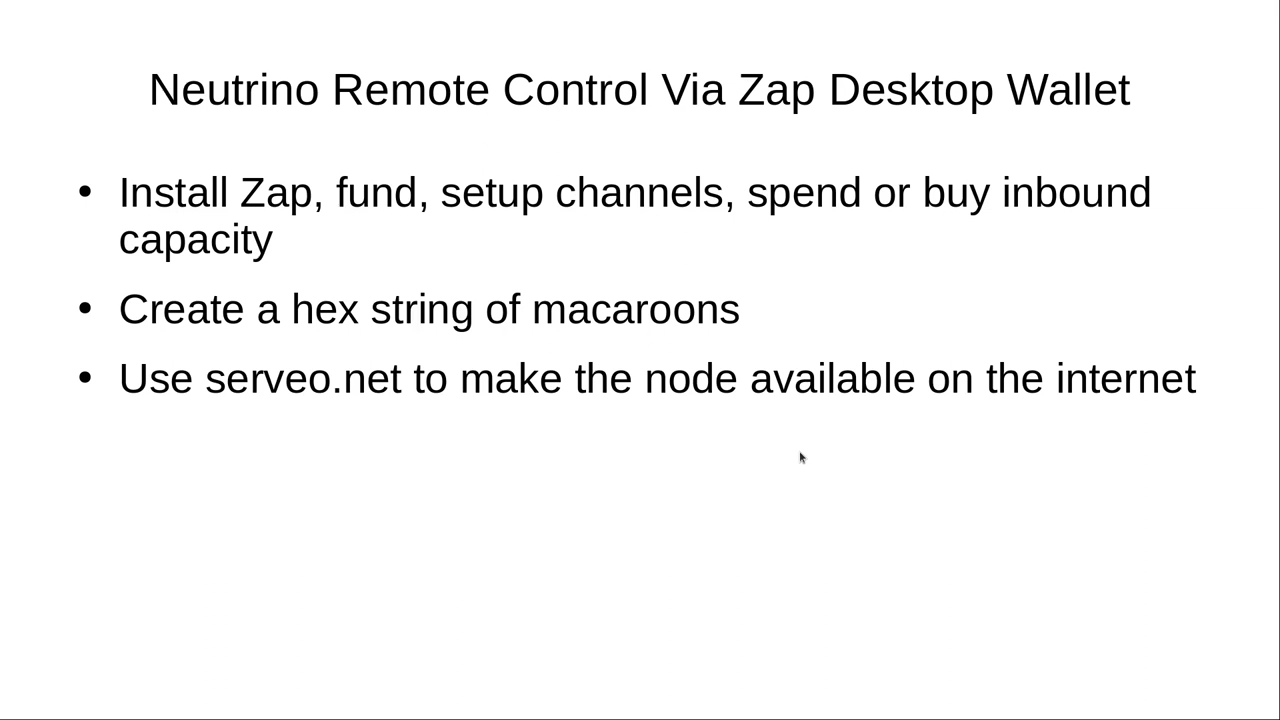 Neutrino Remote Control Via Zap Desktop Wallet
• Install Zap, fund, setup channels, spend or buy inbound
capacity
• Create a hex string of macaroons
• Use serveo.net to make the node available on the internet